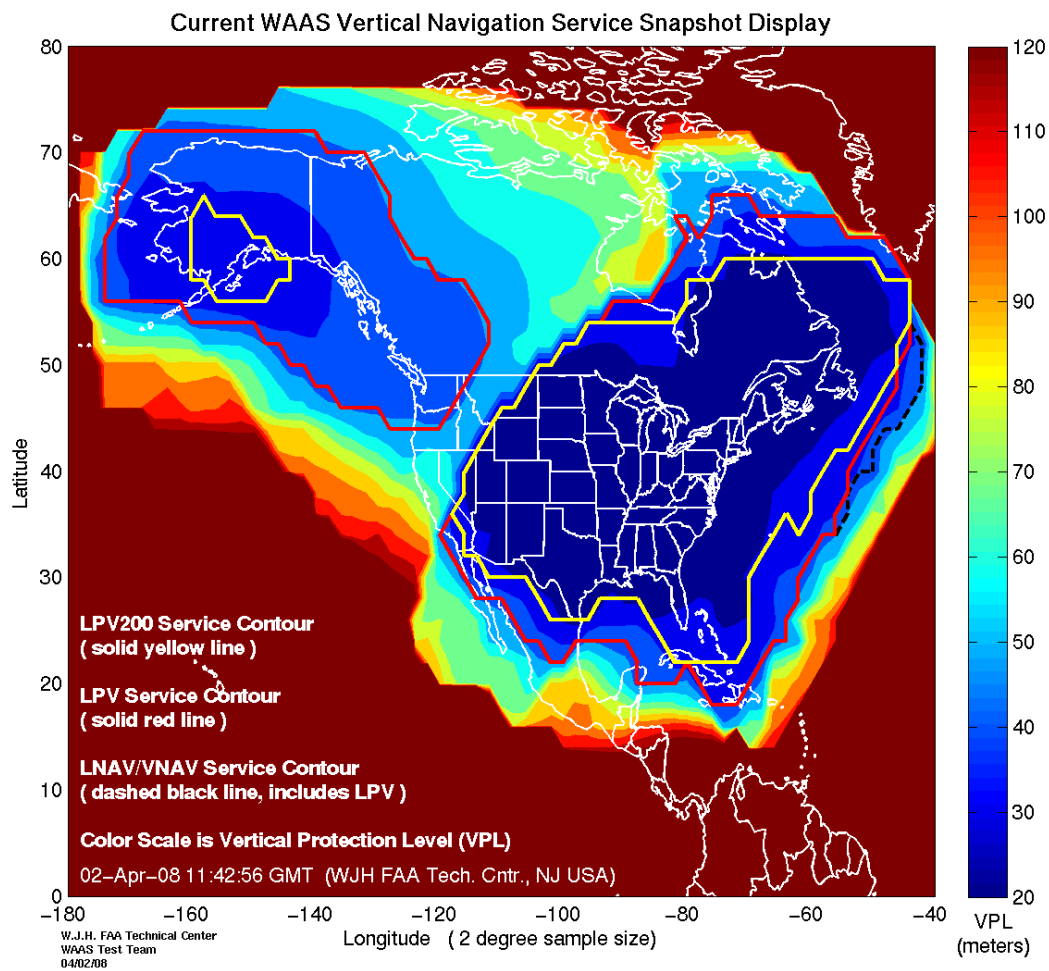 Current WAAS Vertical Navigation Service Snapshot Display
80
70
60
50
40
30
20
10
0
Latitude
LPV200 Service Contour
( solid yellow line )
LPV Service Contour
(solid red line )
LNAV/VNAV Service Contour
( dashed black line, includes LPV )
Color Scale is Vertical Protection Level (VPL)
02-Apr-08 11:42:56 GMT (WJH FAA Tech. Cntr., NJ USA)
-180 -160 -140 -120 -100 -80 -60 -40
Longitude ( 2 degree sample size)
W.J.H. FAA Technical Center
WAAS Test Team
04/02/08
120
110
100
90
80
70
60
50
40
30
20
VPL
(meters)